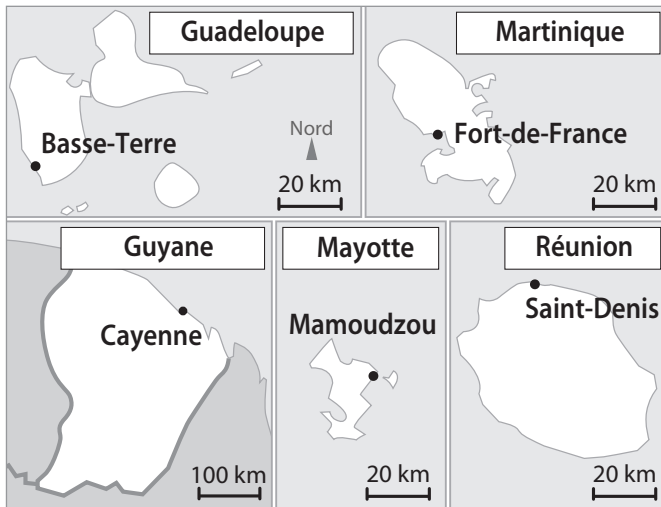 Guadeloupe
Basse-Terre
Nord
20 km
Martinique
Fort-de-France
20 km
Guyane
Cayenne
100 km
Mayotte
Mamoudzou
20 km
Réunion
Saint-Denis
20 km